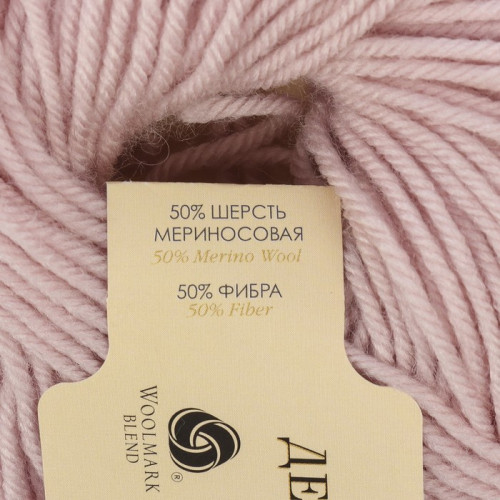 50% ШЕРСТЬ
МЕРИНОСОВАЯ
50% Merino Wool
50% ФИБРА
50% Fiber
WOOLMARK
BLEND
®